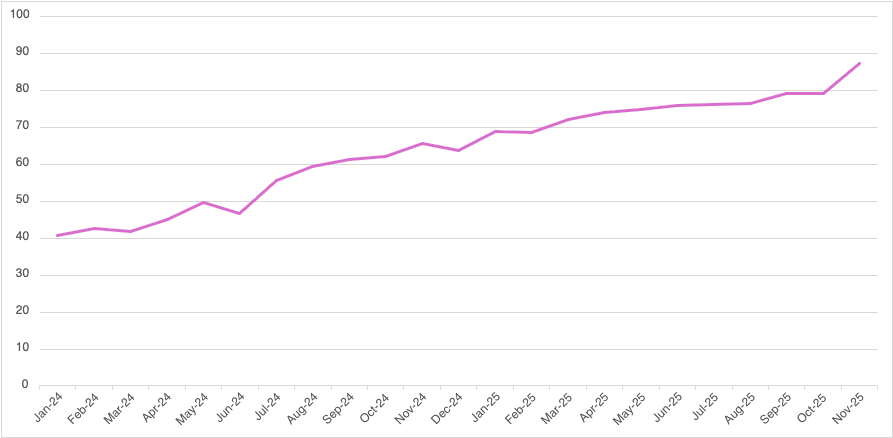 100
90
80
70
60
50
40
30
20
10
0
Jan-24
Feb-24
Mar-24
Apr-24
May-24
Jun-24
Jul-24
Aug-24
Sep-24
Oct-24
Nov-24
Dec-24
Jan-25
Feb-25
Mar-25
Apr-25
May-25
Jun-25
Jul-25
Aug-25
Sep-25
Oct-25
Nov-25